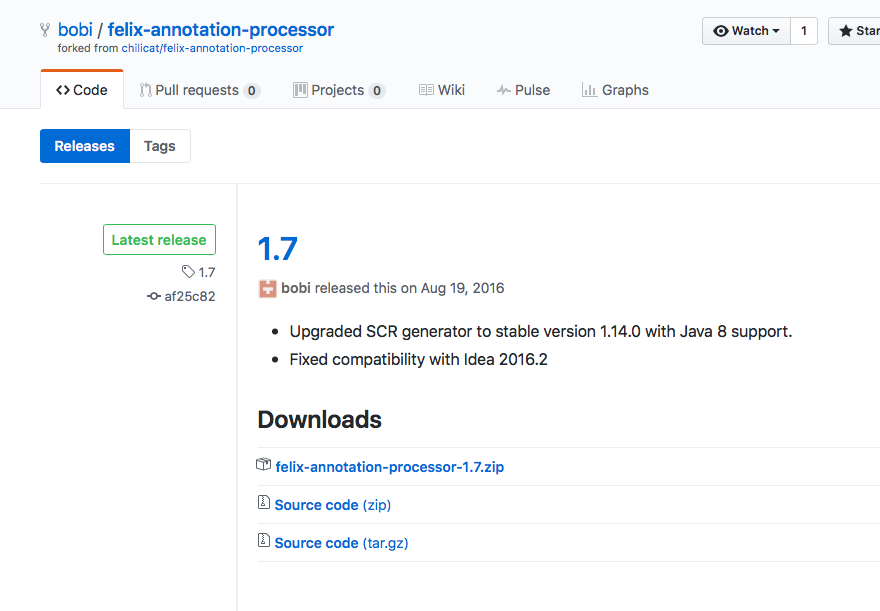 bobi / felix-annotation-processor
Watch 1
forked from chilicat/felix-annotation-processor
Code Pull requests 0 Projects 0 Wiki Pulse Graphs
Releases Tags
Latest release
1.7
af25c82
1.7
bobi released this on Aug 19, 2016
Upgraded SCR generator to stable version 1.14.0 with Java 8 support.
Fixed compatibility with Idea 2016.2
Downloads
felix-annotation-processor-1.7.zip
Source code (zip)
Source code (tar.gz)